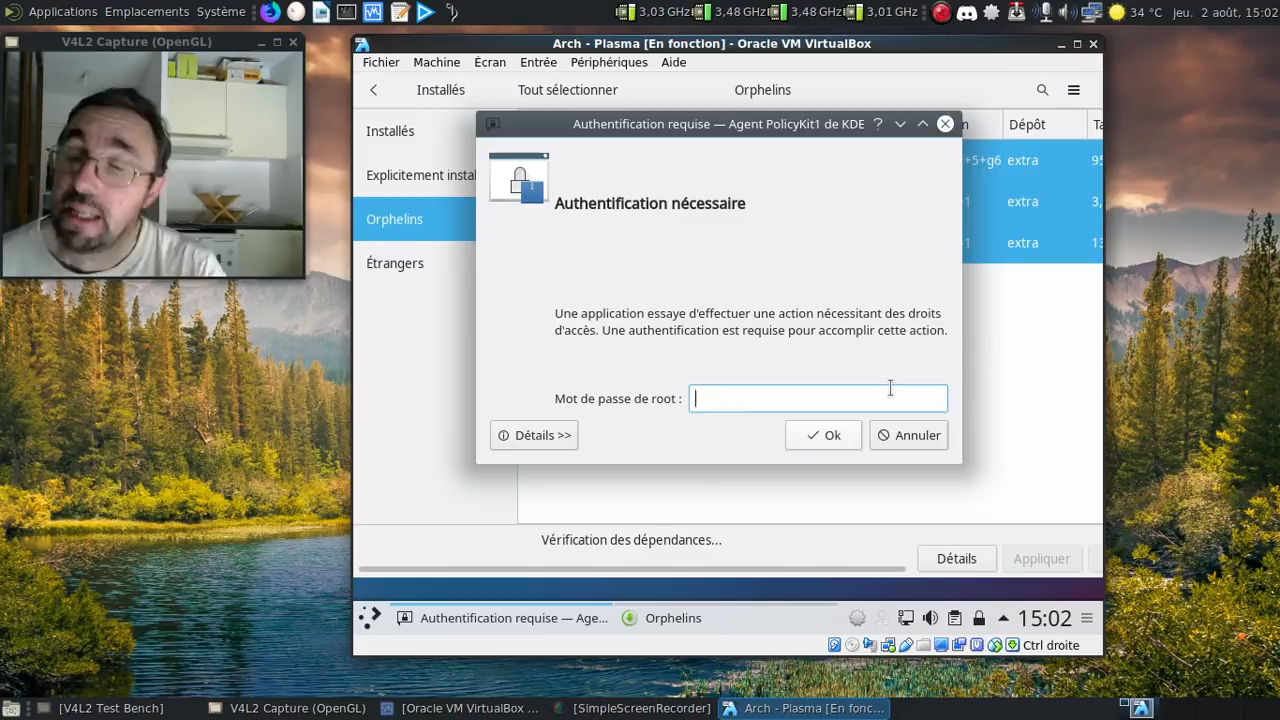 Applications Emplacements Système 3,03 GHz 3,48 GHz 3,48 GHz 3,01 GHz 34 °C jeu. 2 août, 15:02
V4L2 Capture (OpenGL)
Arch - Plasma [En fonction] - Oracle VM VirtualBox
Fichier Machine Écran Entrée Périphériques Aide
Installés Tout sélectionner Orphelins
Authentification requise — Agent PolicyKit1 de KDE
Installés
Explicitement instal
Orphelins
Étrangers
Dépôt
+5+g6 extra 95
extra 3,
extra 13
Authentification nécessaire
Une application essaye d'effectuer une action nécessitant des droits
d'accès. Une authentification est requise pour accomplir cette action.
Mot de passe de root :
Détails >> Ok Annuler
Vérification des dépendances...
Détails Appliquer
Authentification requise — Age... Orphelins 15:02
Ctrl droite
[V4L2 Test Bench] V4L2 Capture (OpenGL) [Oracle VM VirtualBox ... [SimpleScreenRecorder] Arch - Plasma [En fonc...